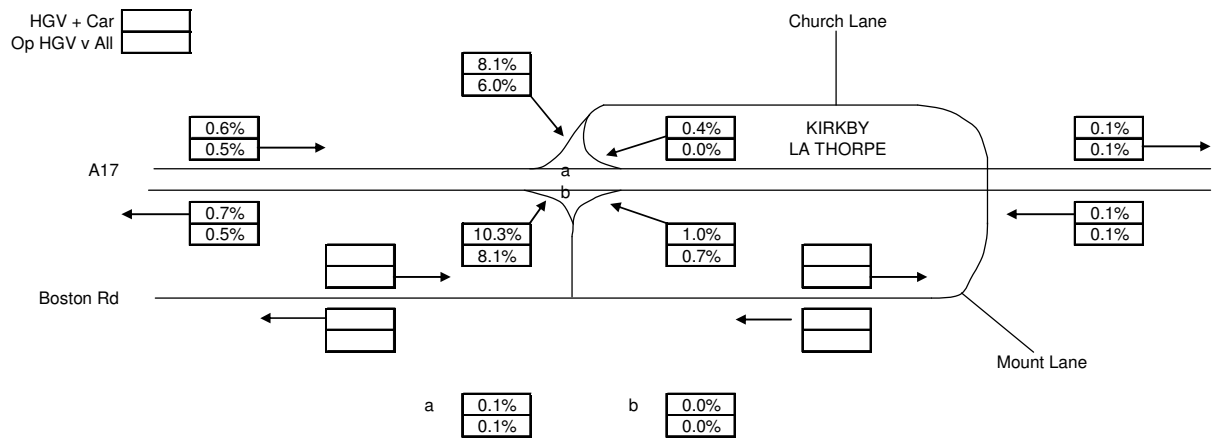 HGV + Car
Op HGV v All
Church Lane
8.1%
6.0%
0.6%
0.5%
0.4%
0.0%
KIRKBY
LA THORPE
0.1%
0.1%
A17
a
b
0.7%
0.5%
10.3%
8.1%
1.0%
0.7%
0.1%
0.1%
Boston Rd
Mount Lane
a
0.1%
0.1%
b
0.0%
0.0%